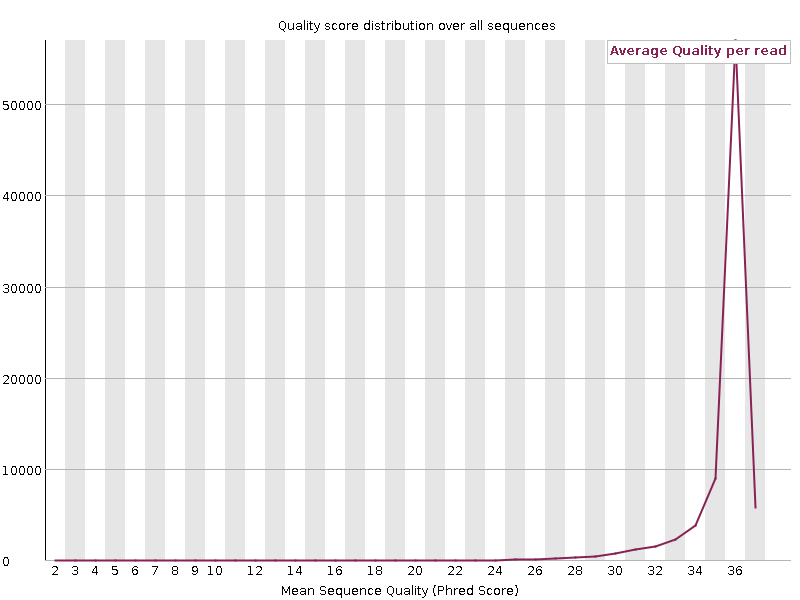 Quality score distribution over all sequences
Average Quality per read
50000
40000
30000
20000
10000
0
2 3 4 5 6 7 8 9 10 12 14 16 18 20 22 24 26 28 30 32 34 36
Mean Sequence Quality (Phred Score)